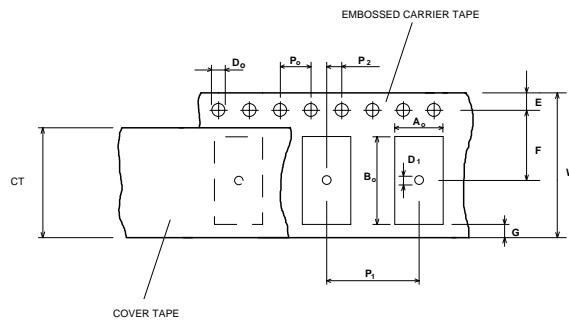 EMBOSSED CARRIER TAPE
Do Po P2
E
Ao
F
D1
Bo
CT
G
P1
COVER TAPE